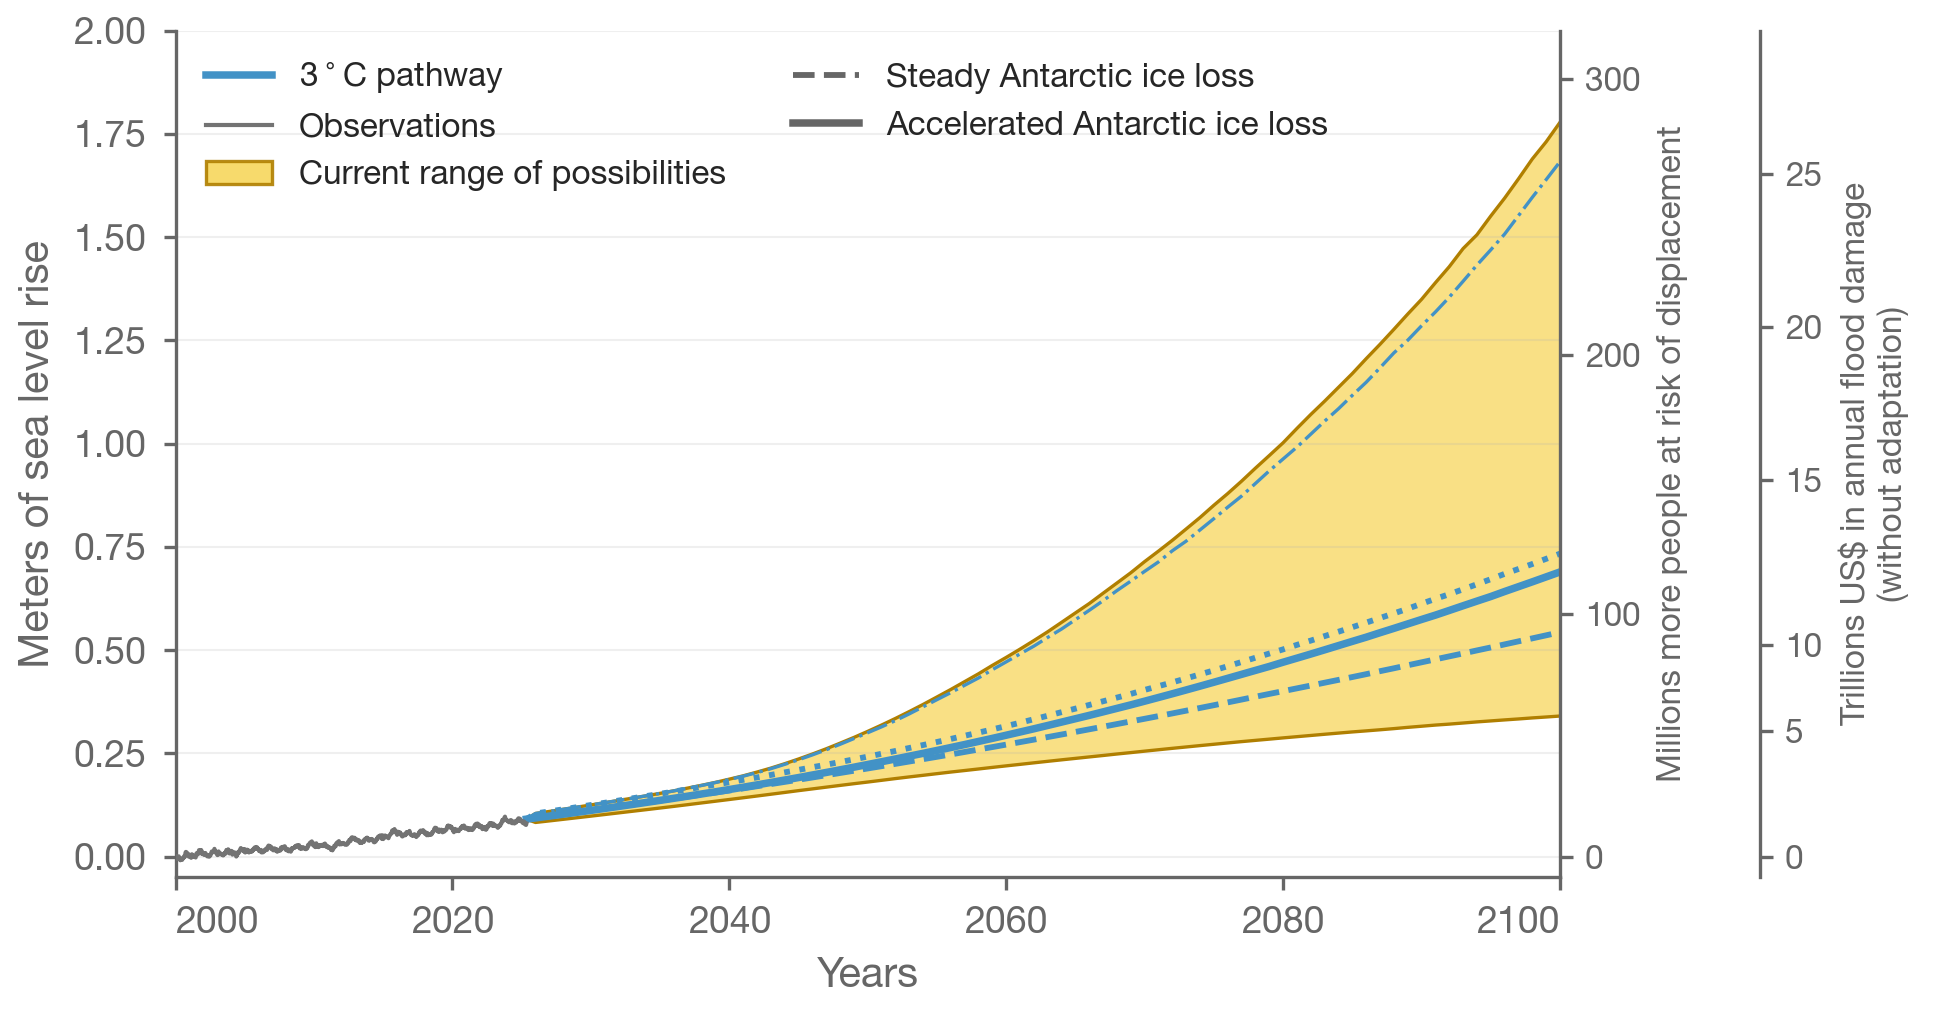 2.00
1.75
1.50
1.25
1.00
0.75
0.50
0.25
0.00
Meters of sea level rise
3°C pathway
Observations
Current range of possibilities
Steady Antarctic ice loss
Accelerated Antarctic ice loss
2000
2020
2040
2060
2080
2100
Years
300
200
100
0
Millions more people at risk of displacement
25
20
15
10
5
0
Trillions US$ in annual flood damage
(without adaptation)